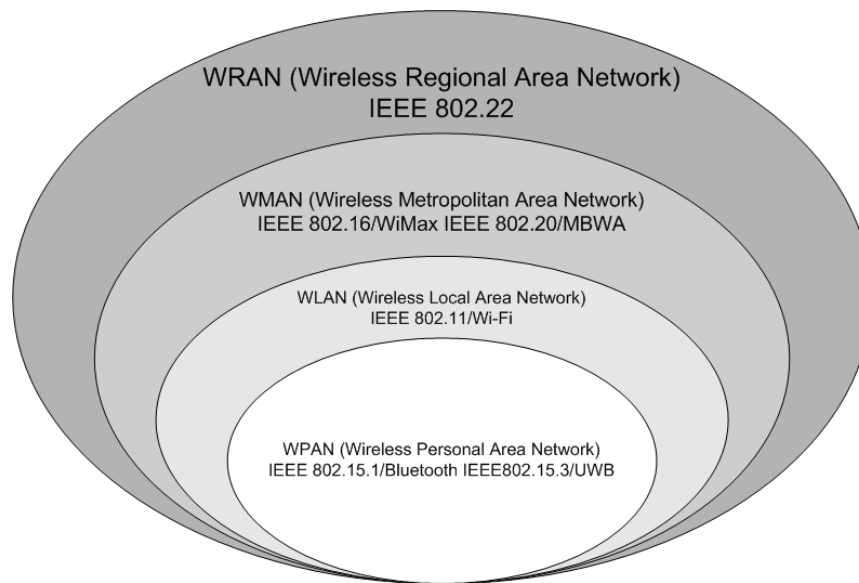 WRAN (Wireless Regional Area Network)
IEEE 802.22
WMAN (Wireless Metropolitan Area Network)
IEEE 802.16/WiMax IEEE 802.20/MBWA
WLAN (Wireless Local Area Network)
IEEE 802.11/Wi-Fi
WPAN (Wireless Personal Area Network)
IEEE 802.15.1/Bluetooth IEEE802.15.3/UWB